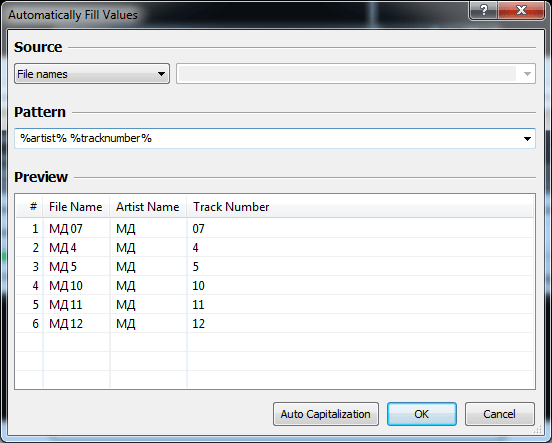 Automatically Fill Values
Source
File names
Pattern
%artist% %tracknumber%
Preview
# File Name Artist Name Track Number
1 МД 07 МД 07
2 МД 4 МД 4
3 МД 5 МД 5
4 МД 10 МД 10
5 МД 11 МД 11
6 МД 12 МД 12
Auto Capitalization OK Cancel